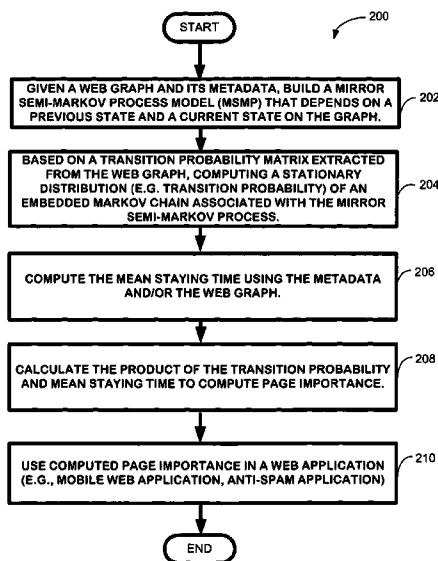 200
START
GIVEN A WEB GRAPH AND ITS METADATA, BUILD A MIRROR
SEMI-MARKOV PROCESS MODEL (MSMP) THAT DEPENDS ON A
PREVIOUS STATE AND A CURRENT STATE ON THE GRAPH.
202
BASED ON A TRANSITION PROBABILITY MATRIX EXTRACTED
FROM THE WEB GRAPH, COMPUTING A STATIONARY
DISTRIBUTION (E.G. TRANSITION PROBABILITY) OF AN
EMBEDDED MARKOV CHAIN ASSOCIATED WITH THE MIRROR
SEMI-MARKOV PROCESS.
204
COMPUTE THE MEAN STAYING TIME USING THE METADATA
AND/OR THE WEB GRAPH.
206
CALCULATE THE PRODUCT OF THE TRANSITION PROBABILITY
AND MEAN STAYING TIME TO COMPUTE PAGE IMPORTANCE.
208
USE COMPUTED PAGE IMPORTANCE IN A WEB APPLICATION
(E.G., MOBILE WEB APPLICATION, ANTI-SPAM APPLICATION)
210
END